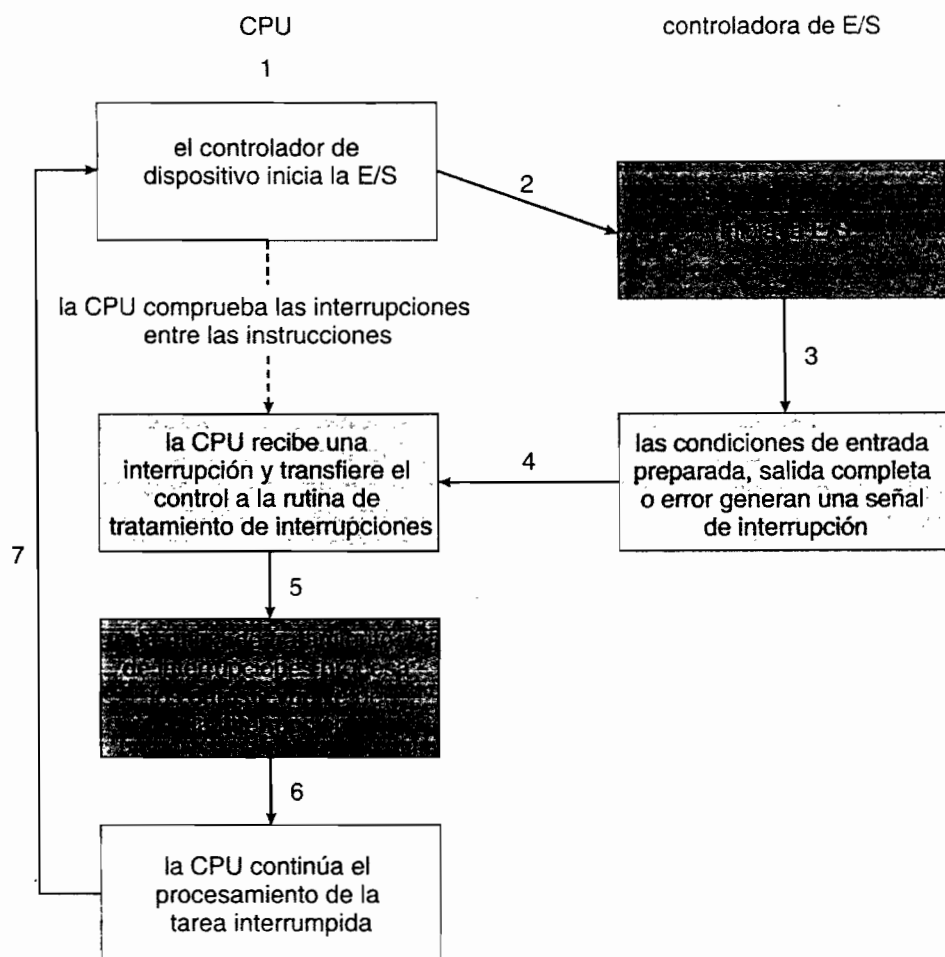 CPU
controladora de E/S
1
el controlador de
dispositivo inicia la E/S
2
la CPU comprueba las interrupciones
entre las instrucciones
3
la CPU recibe una
interrupción y transfiere el
control a la rutina de
tratamiento de interrupciones
4
las condiciones de entrada
preparada, salida completa
o error generan una señal
de interrupción
7
5
de interrupciones
6
la CPU continúa el
procesamiento de la
tarea interrumpida